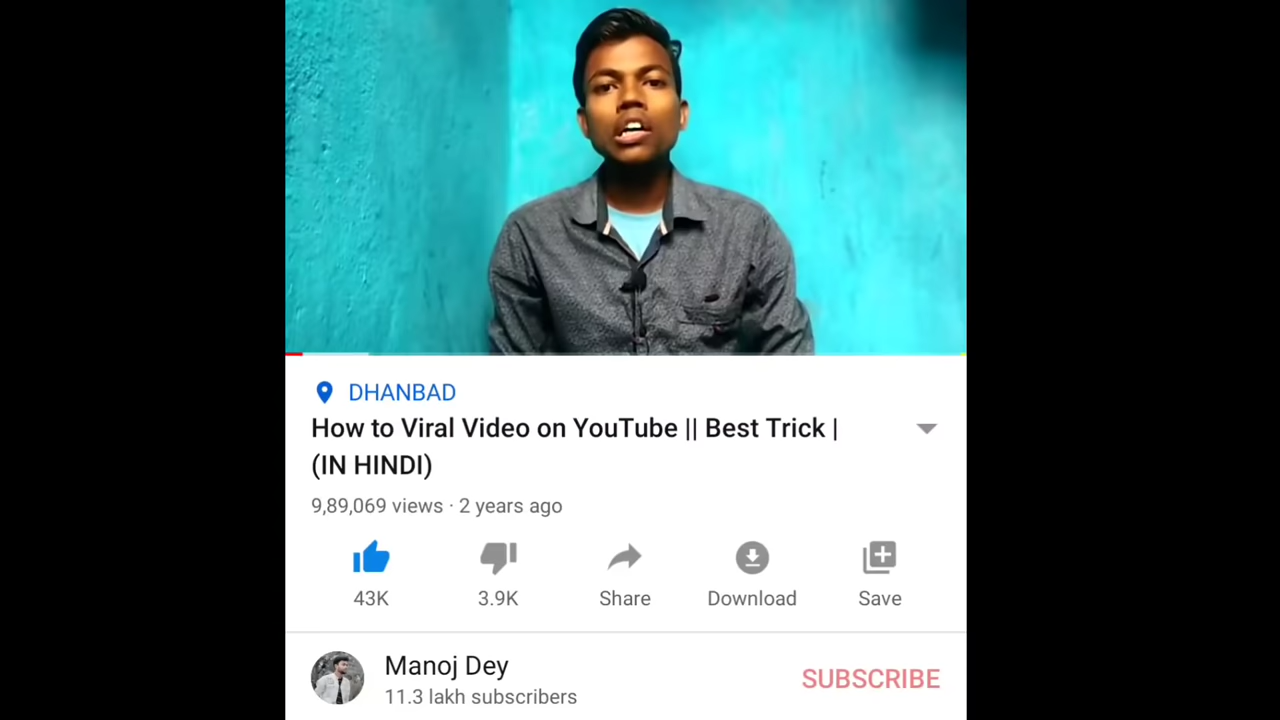 DHANBAD
How to Viral Video on YouTube || Best Trick |
(IN HINDI)
9,89,069 views · 2 years ago
43K 3.9K Share Download Save
Manoj Dey
11.3 lakh subscribers
SUBSCRIBE